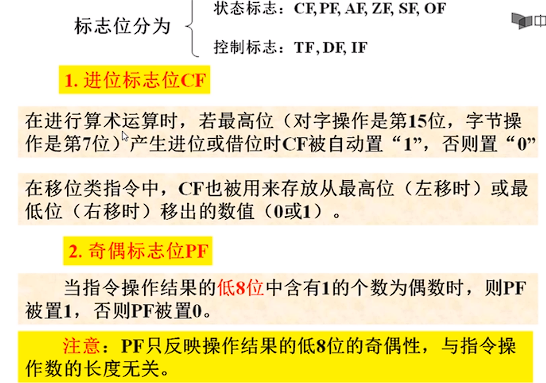 状态标志：CF, PF, AF, ZF, SF, OF
标志位分为
控制标志：TF, DF, IF
1. 进位标志位CF
在进行算术运算时，若最高位（对字操作是第15位，字节操
作是第7位）产生进位或借位时CF被自动置“1”，否则置“0”
在移位类指令中，CF也被用来存放从最高位（左移时）或最
低位（右移时）移出的数值（0或1）。
2. 奇偶标志位PF
当指令操作结果的低8位中含有1的个数为偶数时，则PF
被置1，否则PF被置0。
注意：PF只反映操作结果的低8位的奇偶性，与指令操
作数的长度无关。